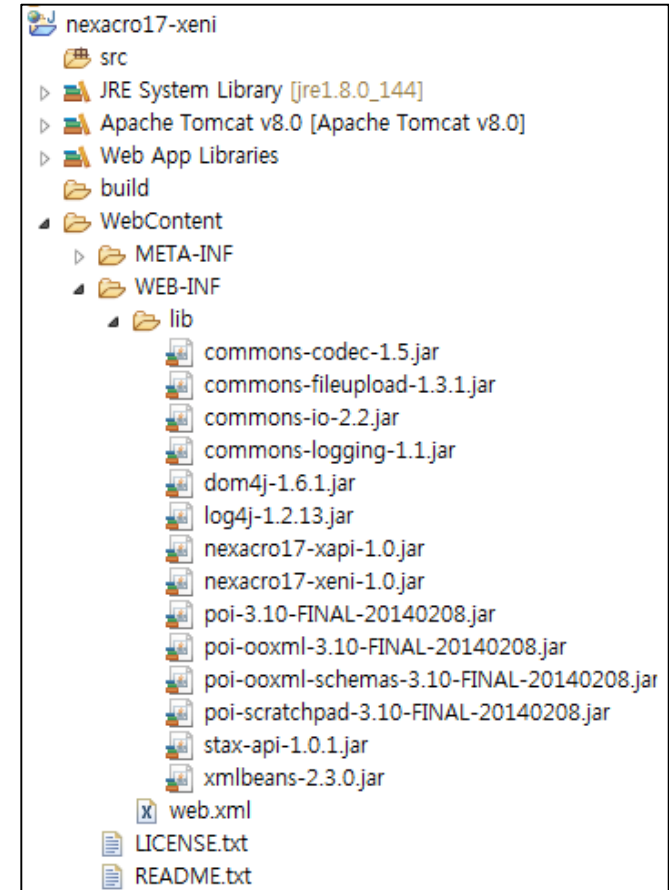 nexacro17-xeni
src
JRE System Library [jre1.8.0_144]
Apache Tomcat v8.0 [Apache Tomcat v8.0]
Web App Libraries
build
WebContent
META-INF
WEB-INF
lib
commons-codec-1.5.jar
commons-fileupload-1.3.1.jar
commons-io-2.2.jar
commons-logging-1.1.jar
dom4j-1.6.1.jar
log4j-1.2.13.jar
nexacro17-xapi-1.0.jar
nexacro17-xeni-1.0.jar
poi-3.10-FINAL-20140208.jar
poi-ooxml-3.10-FINAL-20140208.jar
poi-ooxml-schemas-3.10-FINAL-20140208.jar
poi-scratchpad-3.10-FINAL-20140208.jar
stax-api-1.0.1.jar
xmlbeans-2.3.0.jar
web.xml
LICENSE.txt
README.txt